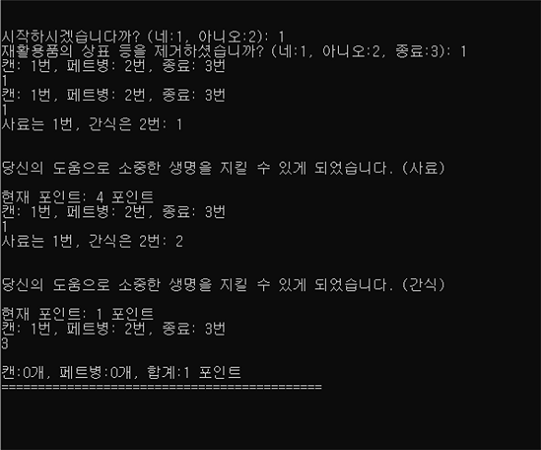 시작하시겠습니다까? (네:1, 아니오:2): 1
재활용품의 상표 등을 제거하셨습니까? (네:1, 아니오:2, 종료:3): 1
캔: 1번, 페트병: 2번, 종료: 3번
1
캔: 1번, 페트병: 2번, 종료: 3번
1
사료는 1번, 간식은 2번: 1
당신의 도움으로 소중한 생명을 지킬 수 있게 되었습니다. (사료)
현재 포인트: 4 포인트
캔: 1번, 페트병: 2번, 종료: 3번
1
사료는 1번, 간식은 2번: 2
당신의 도움으로 소중한 생명을 지킬 수 있게 되었습니다. (간식)
현재 포인트: 1 포인트
캔: 1번, 페트병: 2번, 종료: 3번
3
캔:0개, 페트병:0개, 합계:1 포인트
============================================